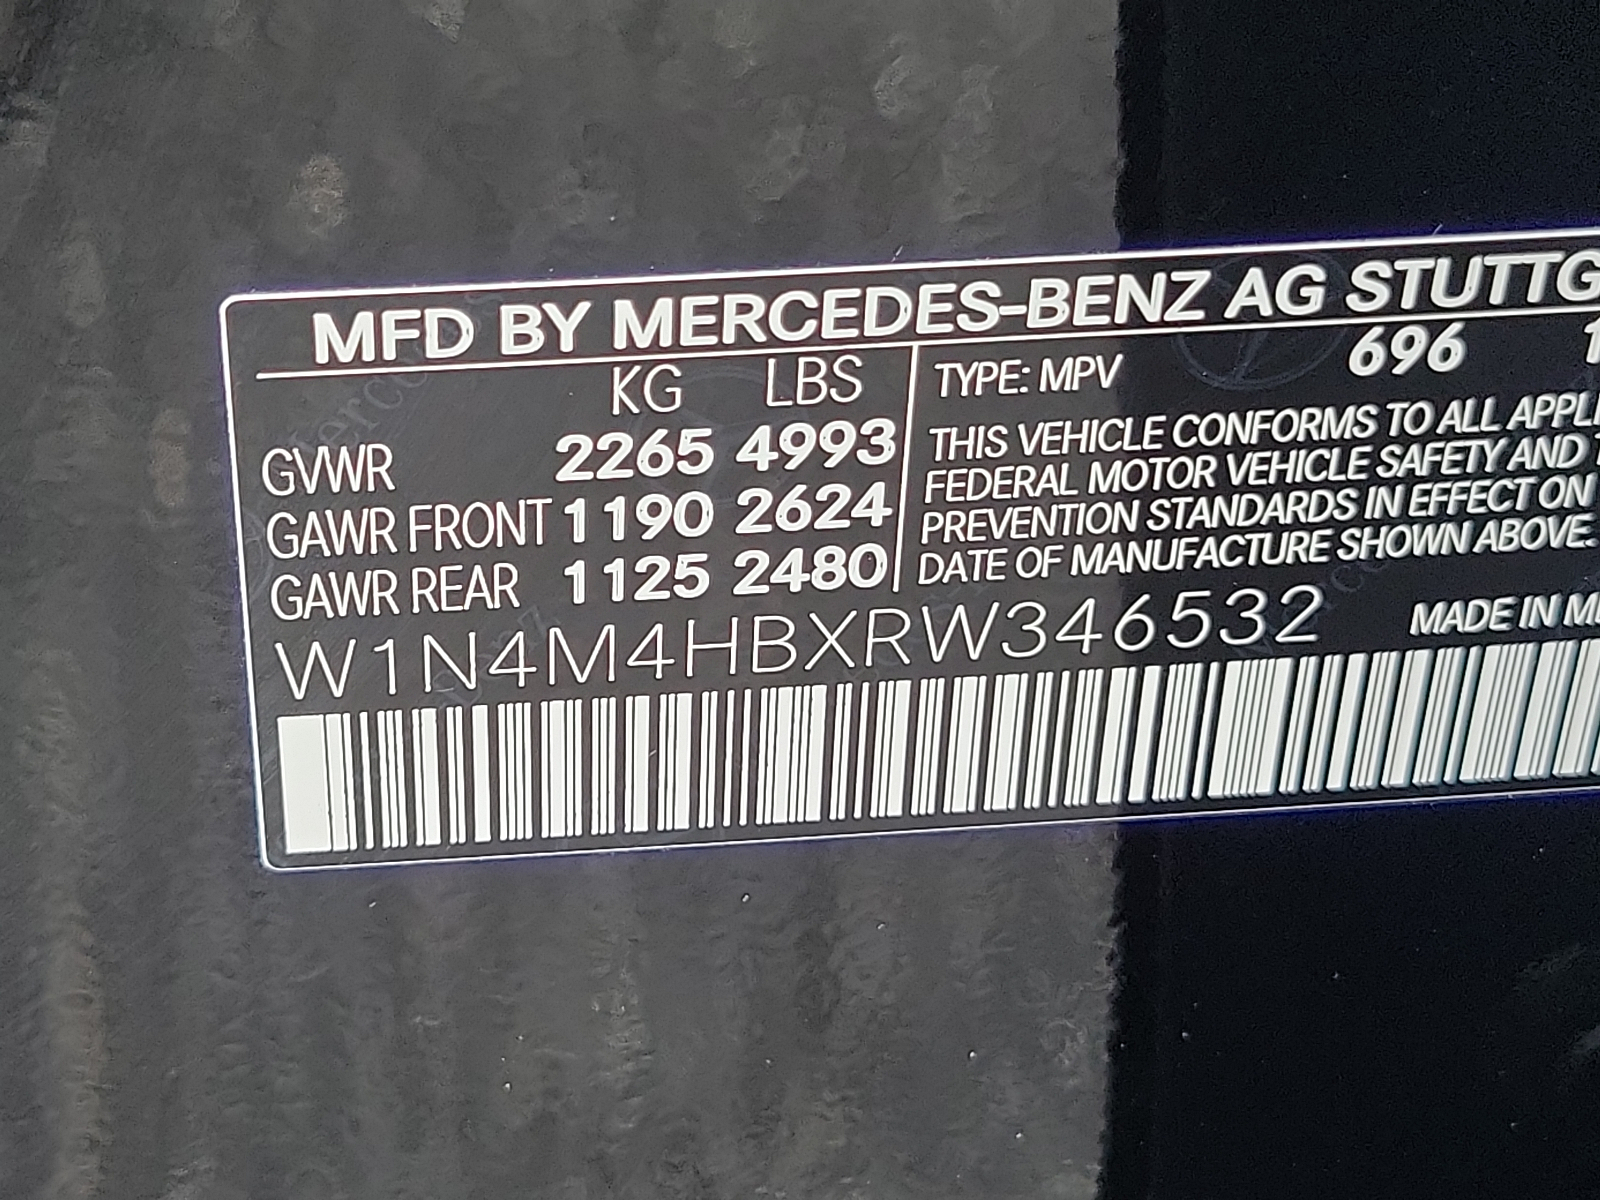 MFD BY MERCEDES-BENZ AG STUTTG
KG LBS
GVWR 2265 4993
GAWR FRONT 1190 2624
GAWR REAR 1125 2480
TYPE: MPV 696 1
THIS VEHICLE CONFORMS TO ALL APPLI
FEDERAL MOTOR VEHICLE SAFETY AND T
PREVENTION STANDARDS IN EFFECT ON
DATE OF MANUFACTURE SHOWN ABOVE.
W1N4M4HBXRW346532 MADE IN